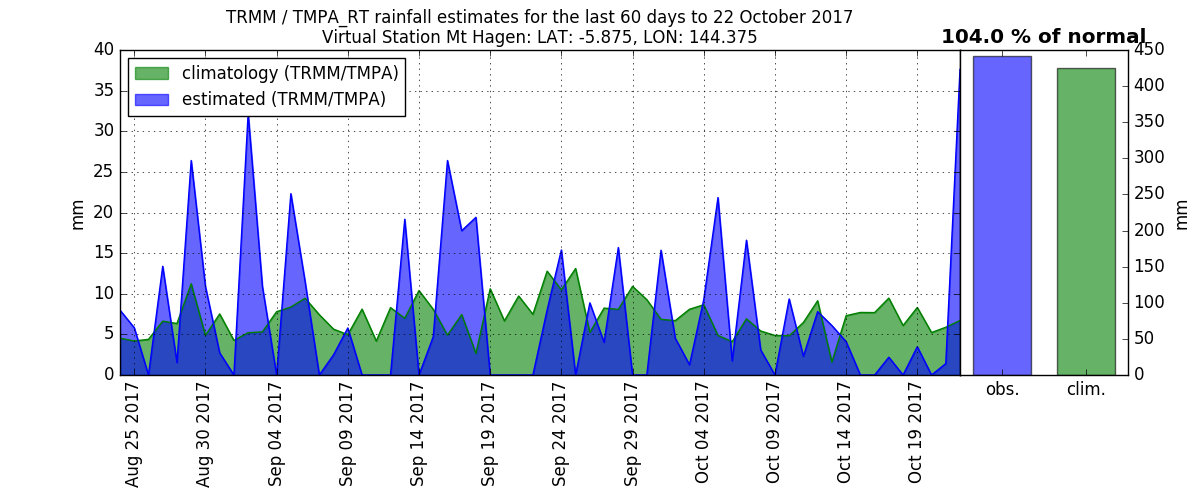 TRMM / TMPA_RT rainfall estimates for the last 60 days to 22 October 2017
Virtual Station Mt Hagen: LAT: -5.875, LON: 144.375
104.0 % of normal
climatology (TRMM/TMPA)
estimated (TRMM/TMPA)
mm
40
35
30
25
20
15
10
5
0
450
400
350
300
250
200
150
100
50
0
mm
Aug 25 2017
Aug 30 2017
Sep 04 2017
Sep 09 2017
Sep 14 2017
Sep 19 2017
Sep 24 2017
Sep 29 2017
Oct 04 2017
Oct 09 2017
Oct 14 2017
Oct 19 2017
obs.
clim.